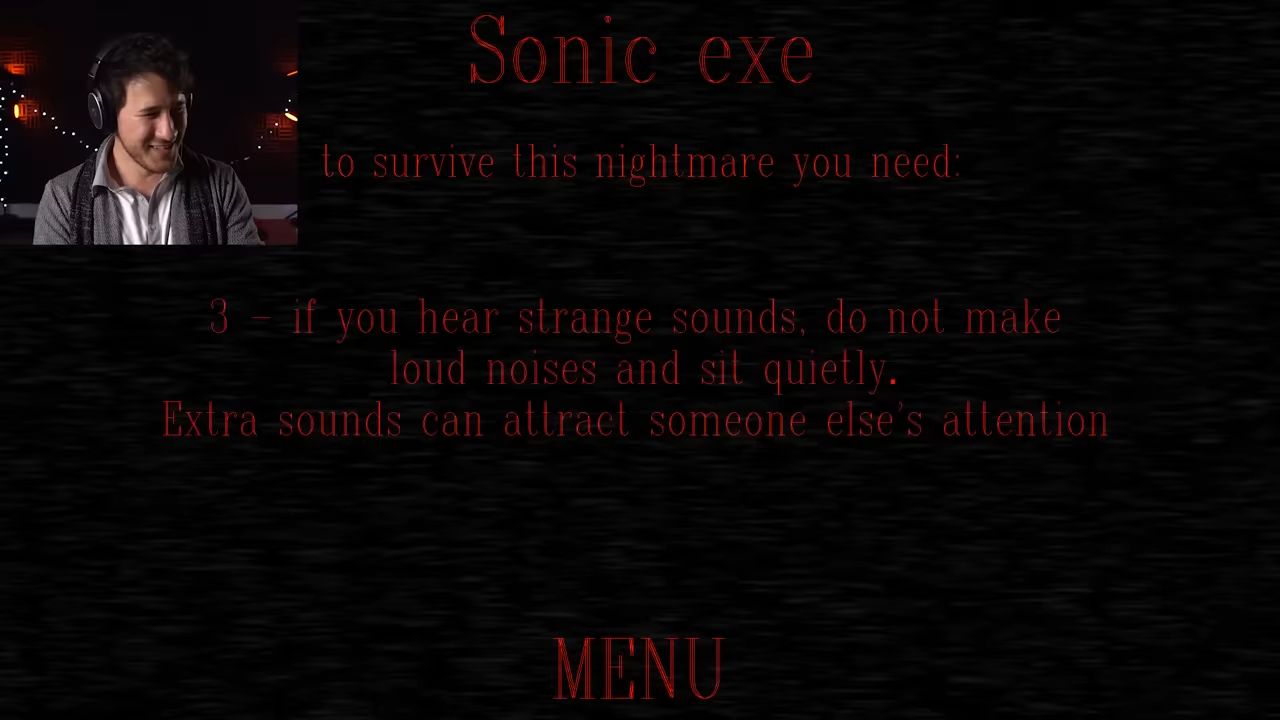 Sonic exe
to survive this nightmare you need:
3 - if you hear strange sounds, do not make
loud noises and sit quietly.
Extra sounds can attract someone else's attention
MENU